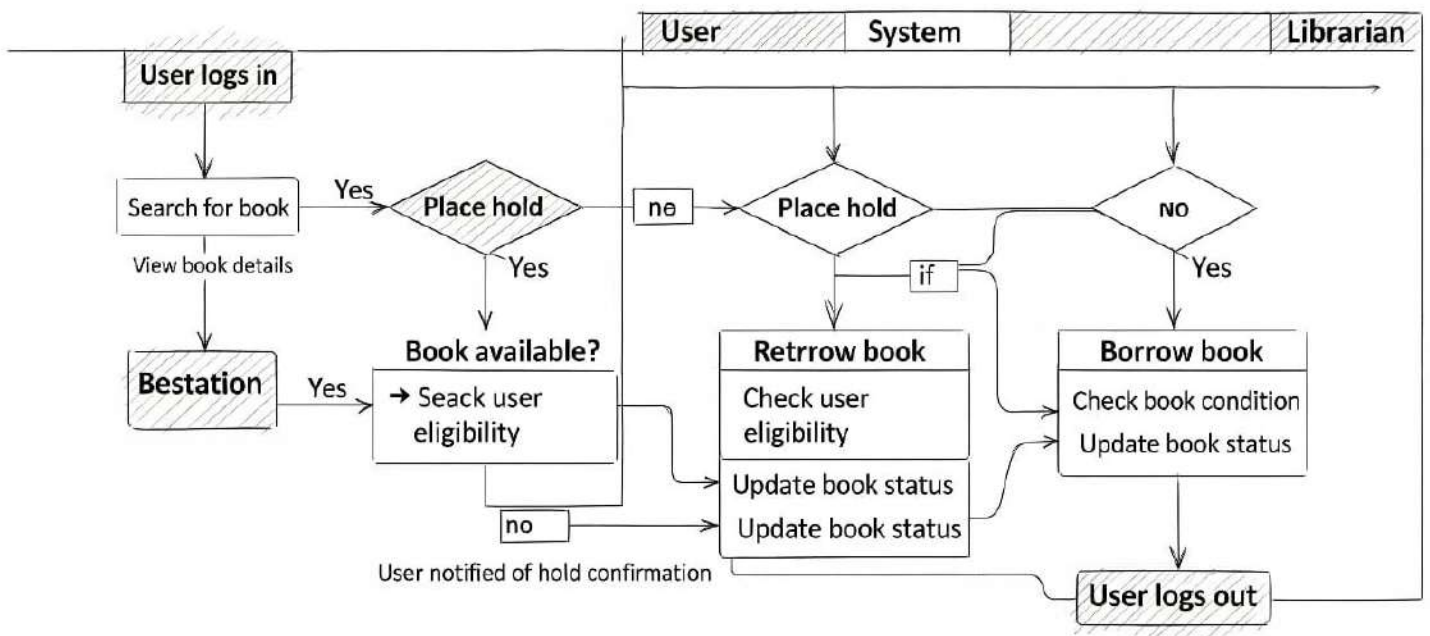 User
System
Librarian
User logs in
Search for book
Yes
Place hold
ne
Place hold
NO
View book details
Yes
if
Yes
Bestation
Yes
Book available?
→ Seack user
eligibility
Retrrow book
Check user
eligibility
Update book status
Update book status
Borrow book
Check book condition
Update book status
no
User notified of hold confirmation
User logs out